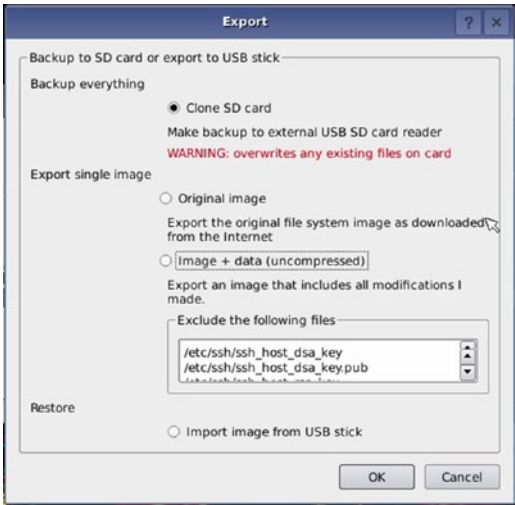 Export
?
×
Backup to SD card or export to USB stick
Backup everything
Clone SD card
Make backup to external USB SD card reader
WARNING: overwrites any existing files on card
Export single image
Original image
Export the original file system image as downloaded
from the Internet
Image + data (uncompressed)
Export an image that includes all modifications I
made.
Exclude the following files
/etc/ssh/ssh_host_dsa_key
/etc/ssh/ssh_host_dsa_key.pub
Restore
Import image from USB stick
OK
Cancel